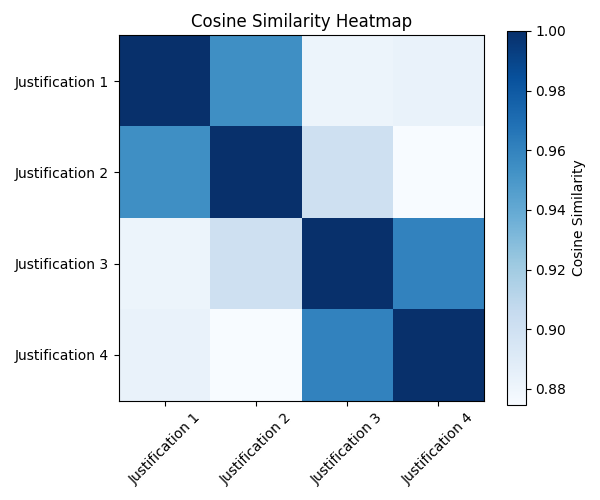 Cosine Similarity Heatmap
Justification 1
Justification 2
Justification 3
Justification 4
Justification 1
Justification 2
Justification 3
Justification 4
1.00
0.98
0.96
0.94
0.92
0.90
0.88
Cosine Similarity